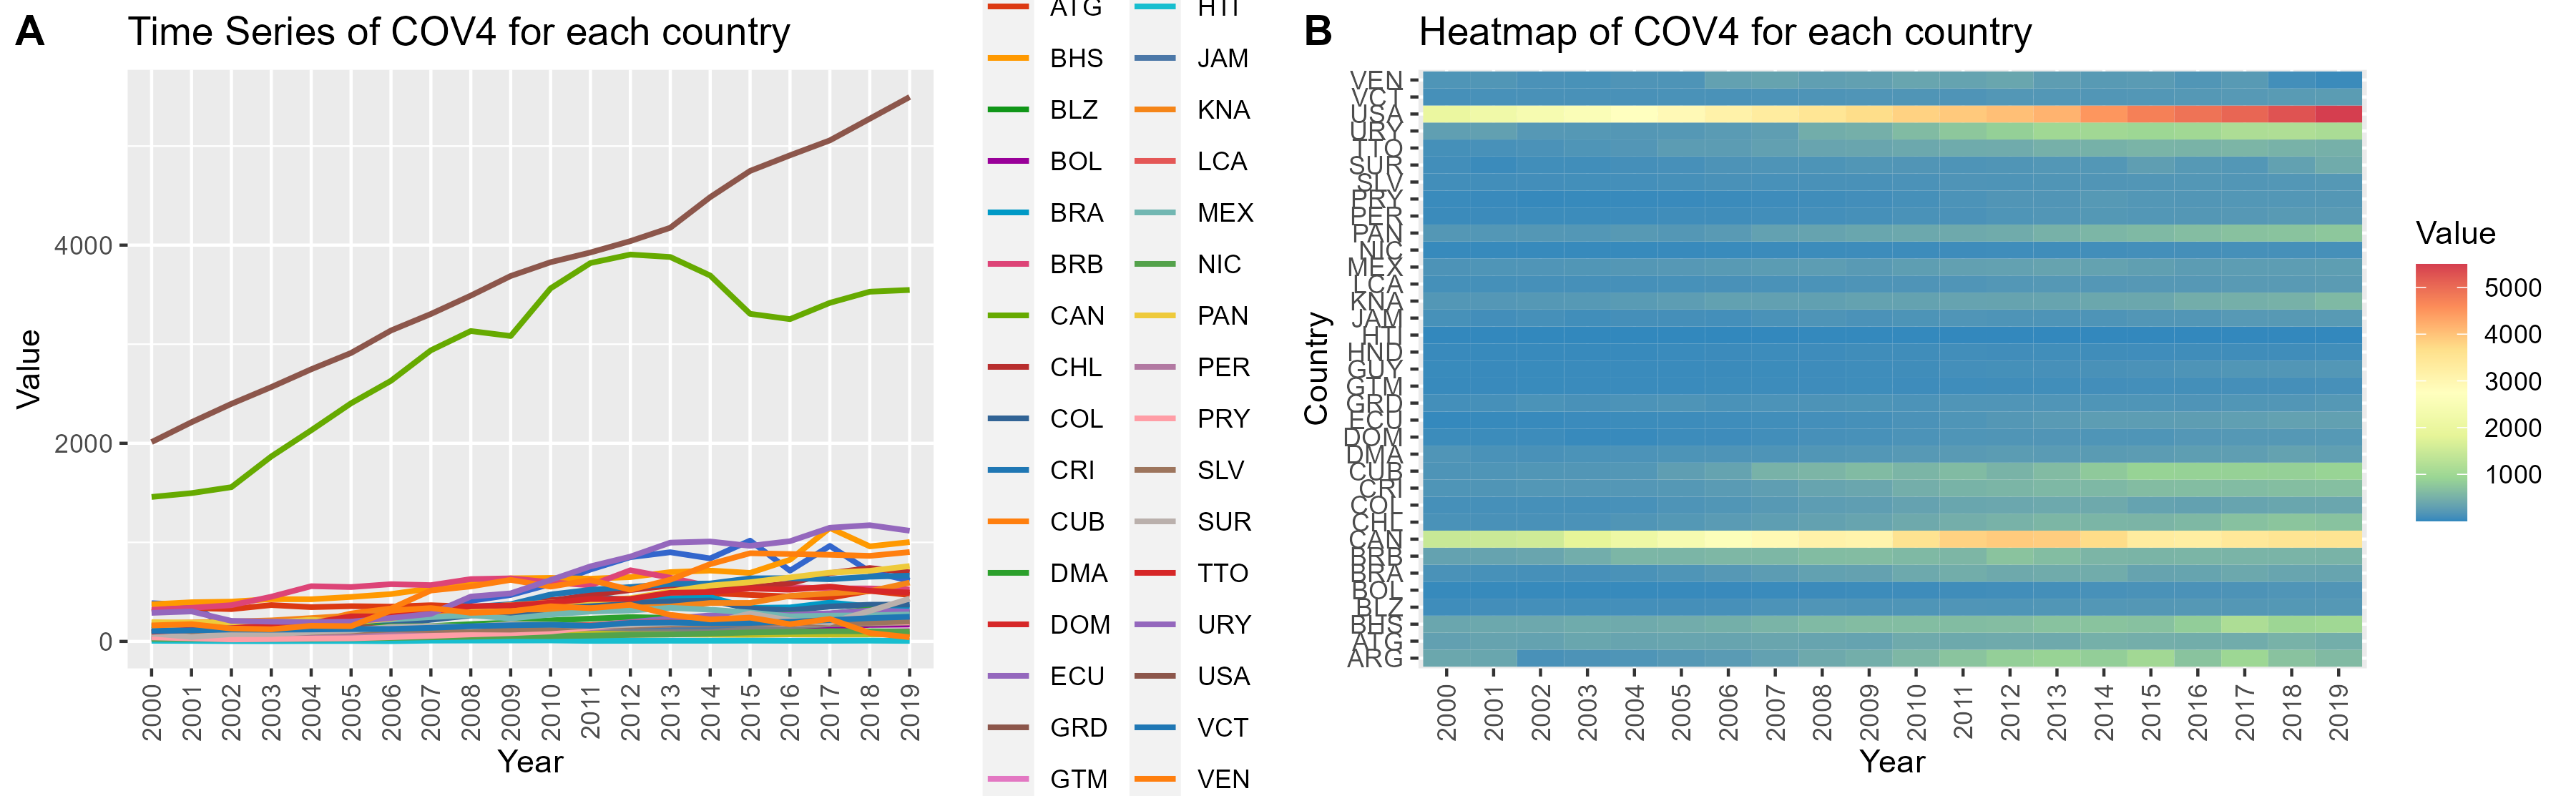 A
Time Series of COV4 for each country
Value
4000
2000
0
2000 2001 2002 2003 2004 2005 2006 2007 2008 2009 2010 2011 2012 2013 2014 2015 2016 2017 2018 2019
Year
ATG HTI
BHS JAM
BLZ KNA
BOL LCA
BRA MEX
BRB NIC
CAN PAN
CHL PER
COL PRY
CRI SLV
CUB SUR
DMA TTO
DOM URY
ECU USA
GRD VCT
GTM VEN
B
Heatmap of COV4 for each country
Country
VEN
VCT
USA
URY
TTO
SUR
SLV
PRY
PER
PAN
NIC
MEX
LCA
KNA
JAM
HTI
HND
GUY
GTM
GRD
ECU
DOM
DMA
CUB
CRI
COL
CHL
CAN
BRB
BRA
BOL
BLZ
BHS
ATG
ARG
2000 2001 2002 2003 2004 2005 2006 2007 2008 2009 2010 2011 2012 2013 2014 2015 2016 2017 2018 2019
Year
Value
5000
4000
3000
2000
1000